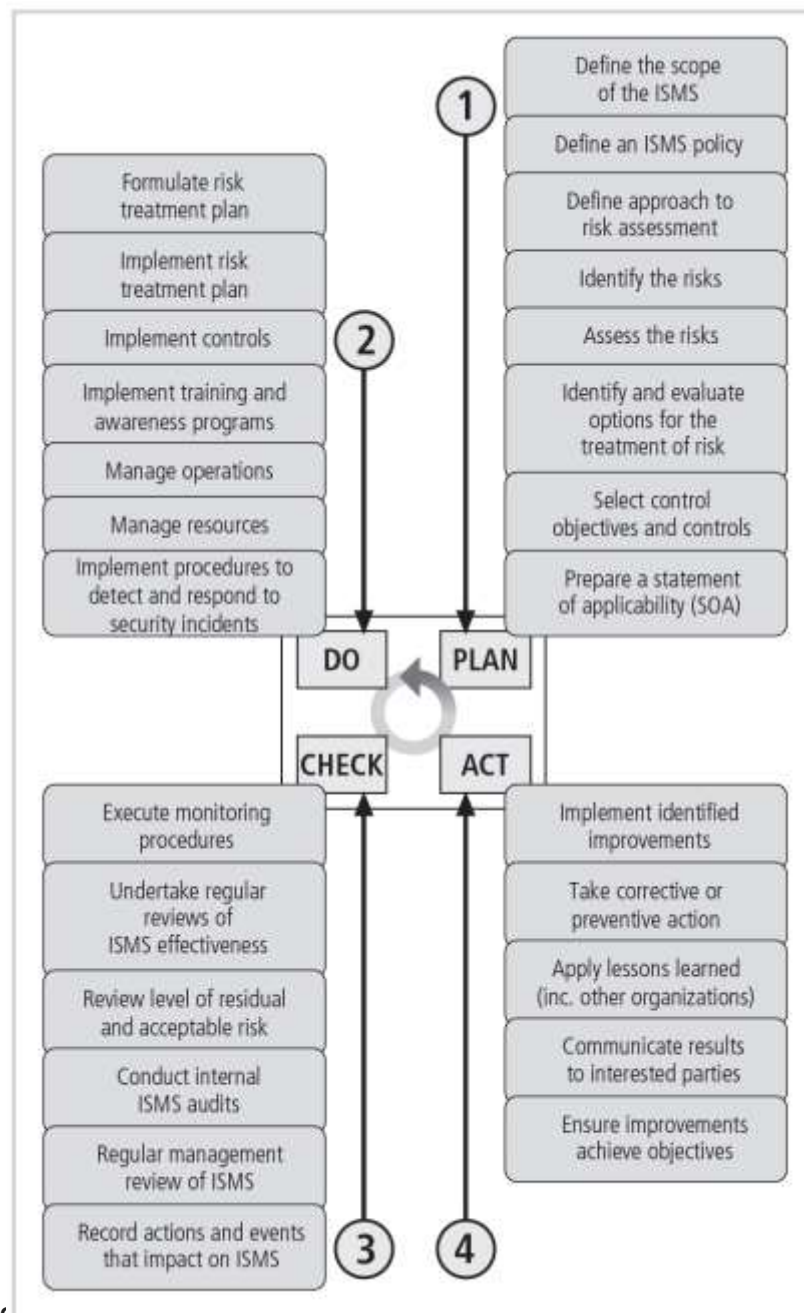 1
Define the scope
of the ISMS
Define an ISMS policy
Define approach to
risk assessment
Identify the risks
Assess the risks
Identify and evaluate
options for the
treatment of risk
Select control
objectives and controls
Prepare a statement
of applicability (SOA)
Formulate risk
treatment plan
Implement risk
treatment plan
Implement controls
2
Implement training and
awareness programs
Manage operations
Manage resources
Implement procedures to
detect and respond to
security incidents
DO
PLAN
CHECK
ACT
Execute monitoring
procedures
Undertake regular
reviews of
ISMS effectiveness
Review level of residual
and acceptable risk
Conduct internal
ISMS audits
Regular management
review of ISMS
Record actions and events
that impact on ISMS
3
4
Implement identified
improvements
Take corrective or
preventive action
Apply lessons learned
(inc. other organizations)
Communicate results
to interested parties
Ensure improvements
achieve objectives